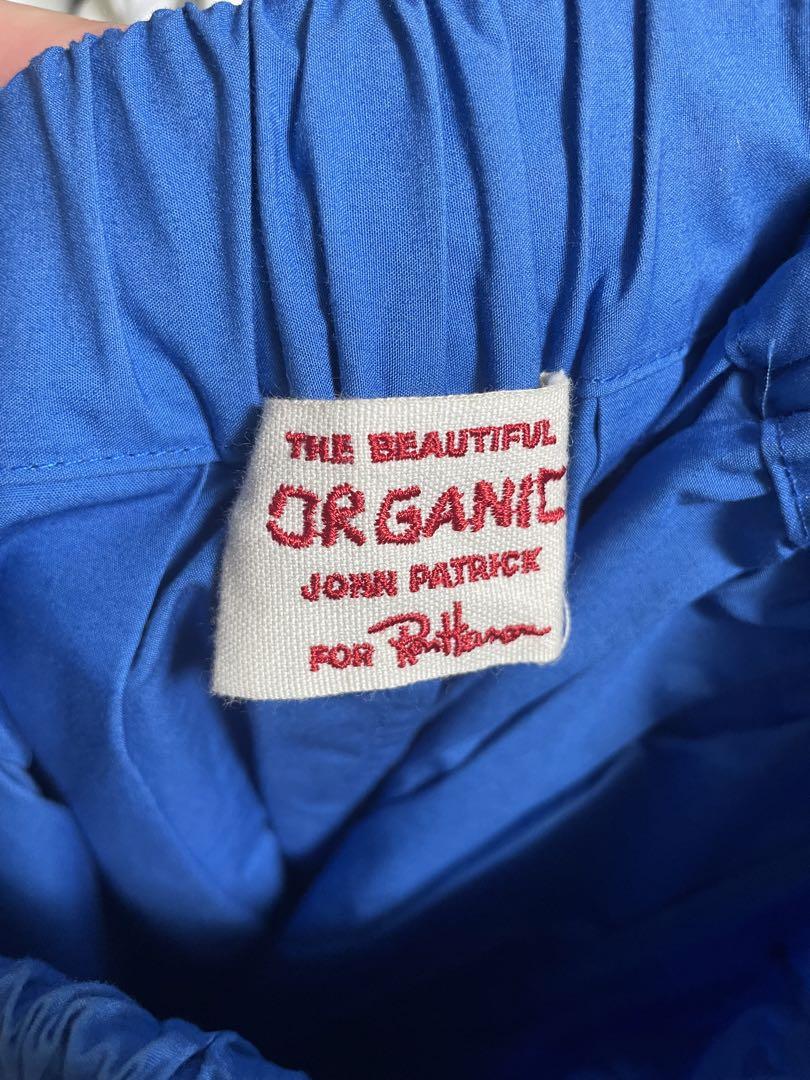 THE BEAUTIFUL
ORGANIC
JOHN PATRICK
FOR Ron Herman